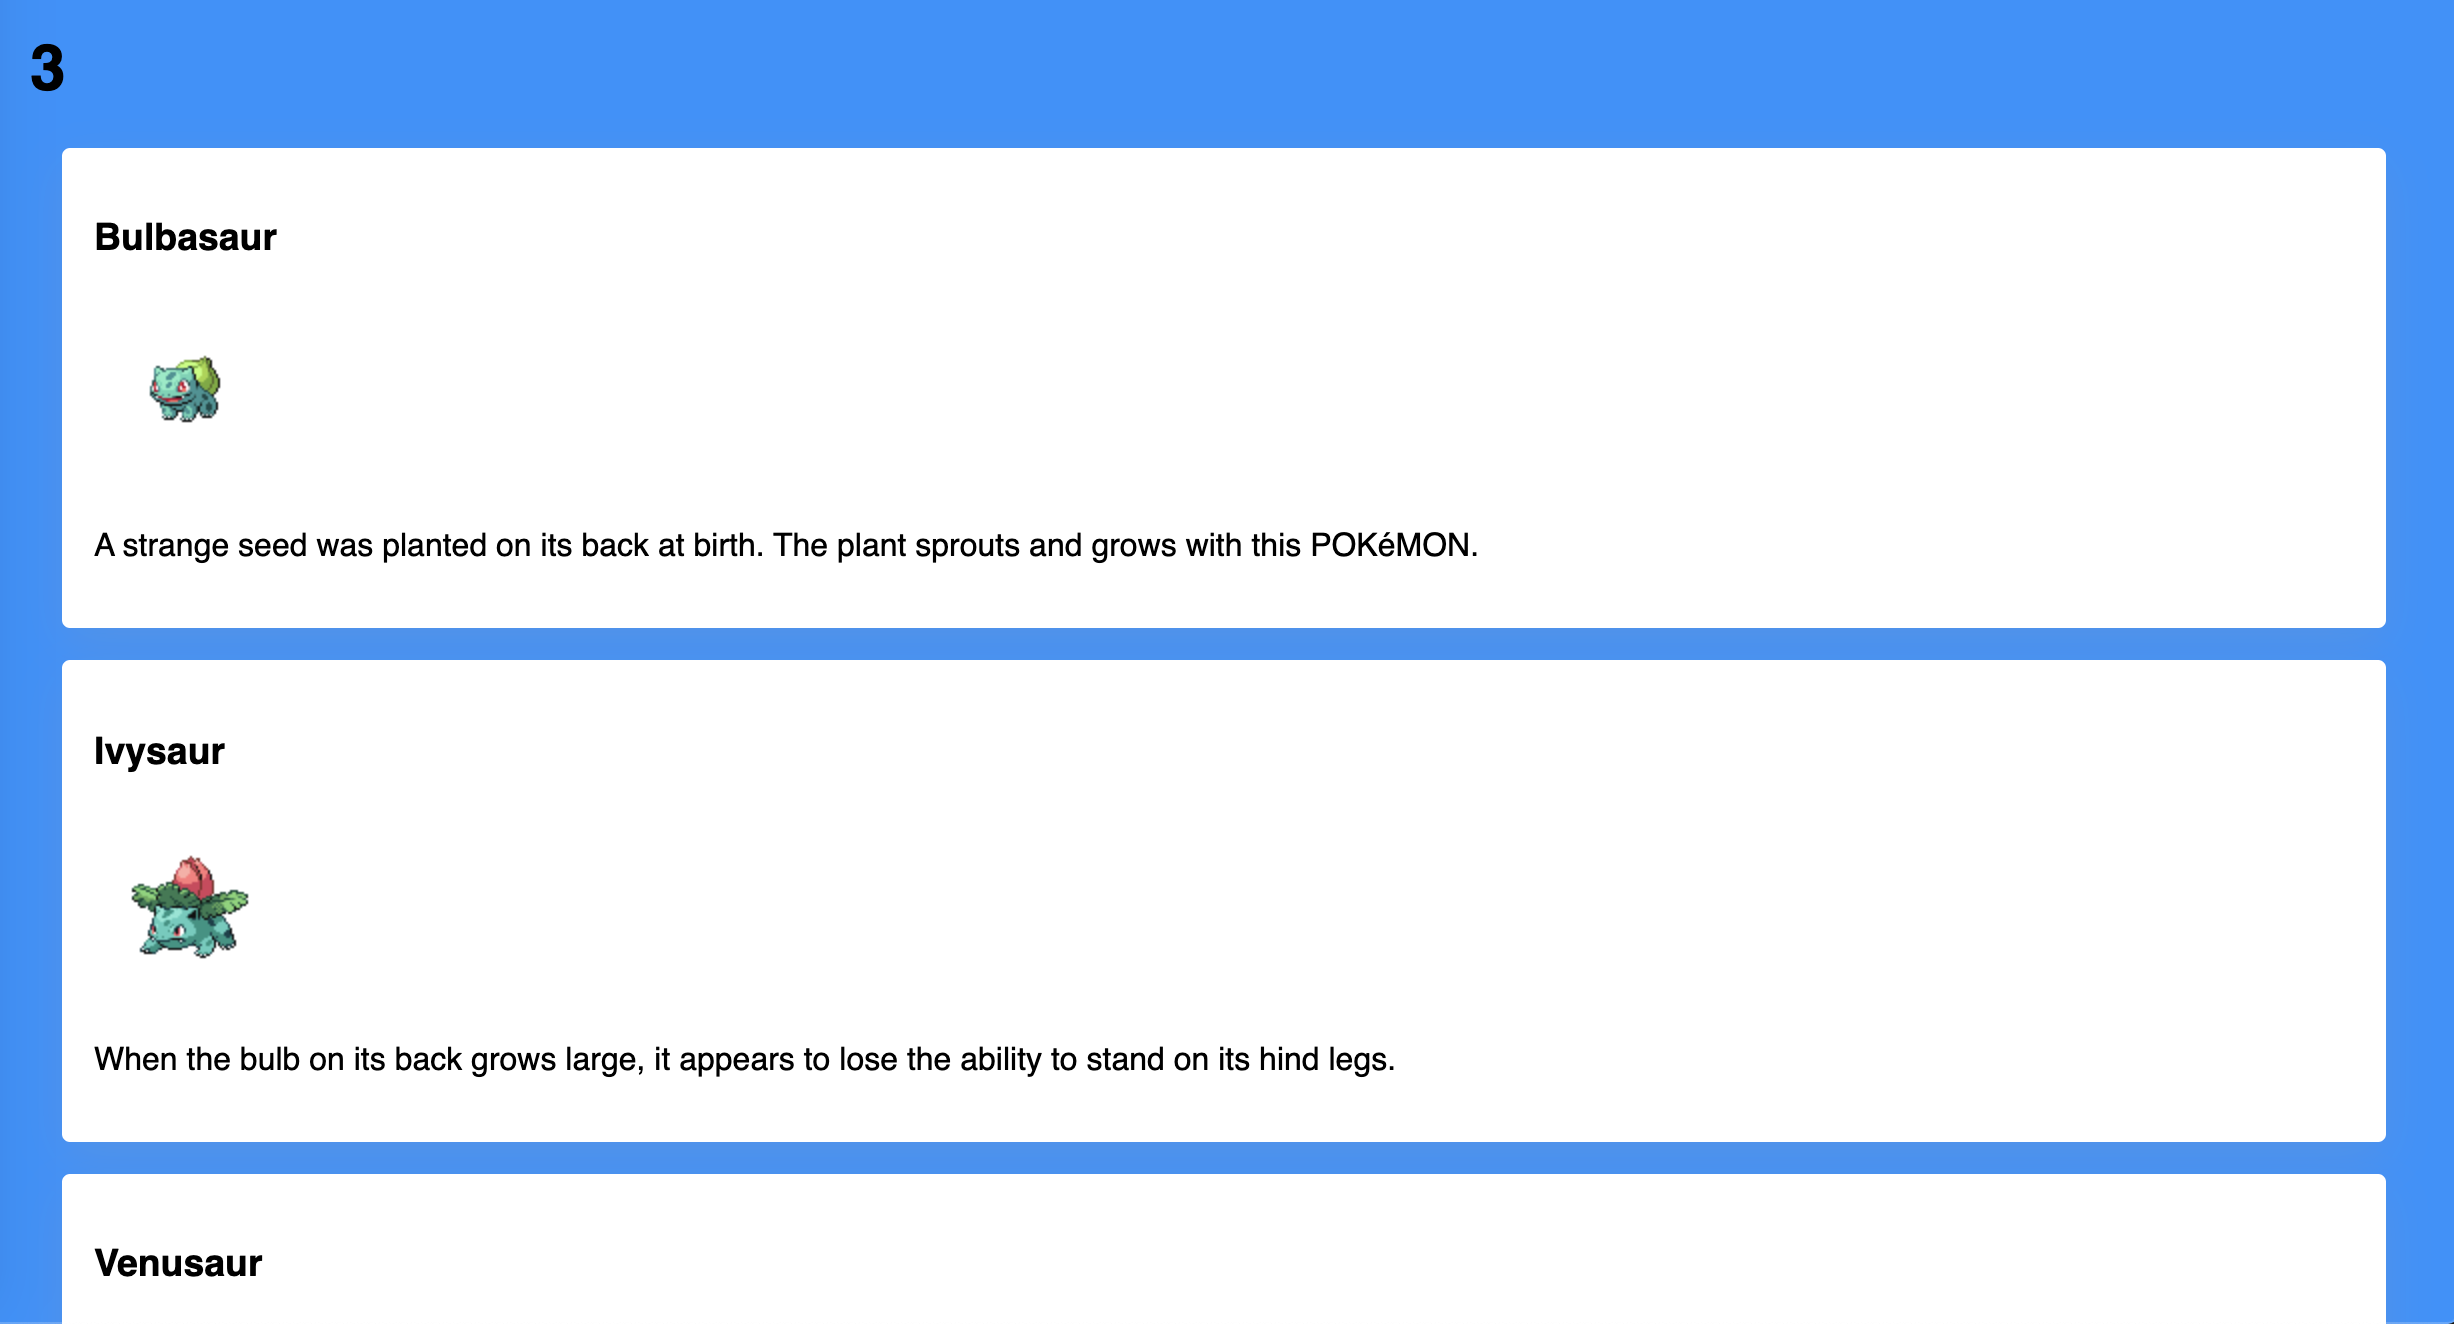 3
Bulbasaur
A strange seed was planted on its back at birth. The plant sprouts and grows with this POKéMON.
Ivysaur
When the bulb on its back grows large, it appears to lose the ability to stand on its hind legs.
Venusaur